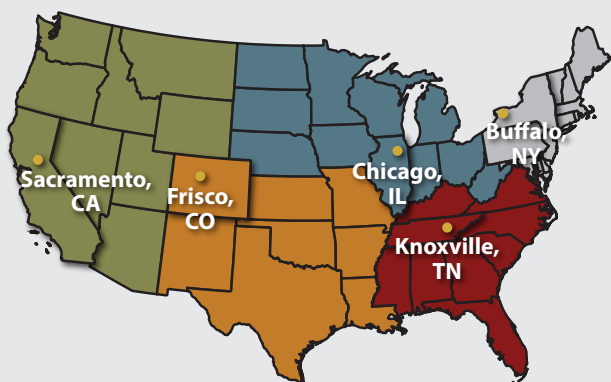 Sacramento,
CA
Frisco,
CO
Chicago,
IL
Buffalo,
NY
Knoxville,
TN